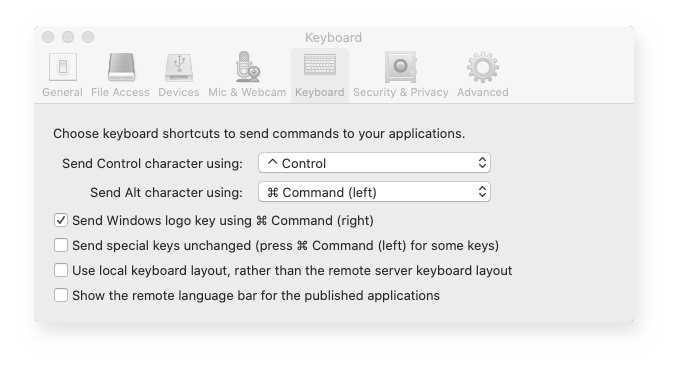 Keyboard
General File Access Devices Mic & Webcam Keyboard Security & Privacy Advanced
Choose keyboard shortcuts to send commands to your applications.
Send Control character using: ^ Control
Send Alt character using: ⌘ Command (left)
Send Windows logo key using ⌘ Command (right)
Send special keys unchanged (press ⌘ Command (left) for some keys)
Use local keyboard layout, rather than the remote server keyboard layout
Show the remote language bar for the published applications